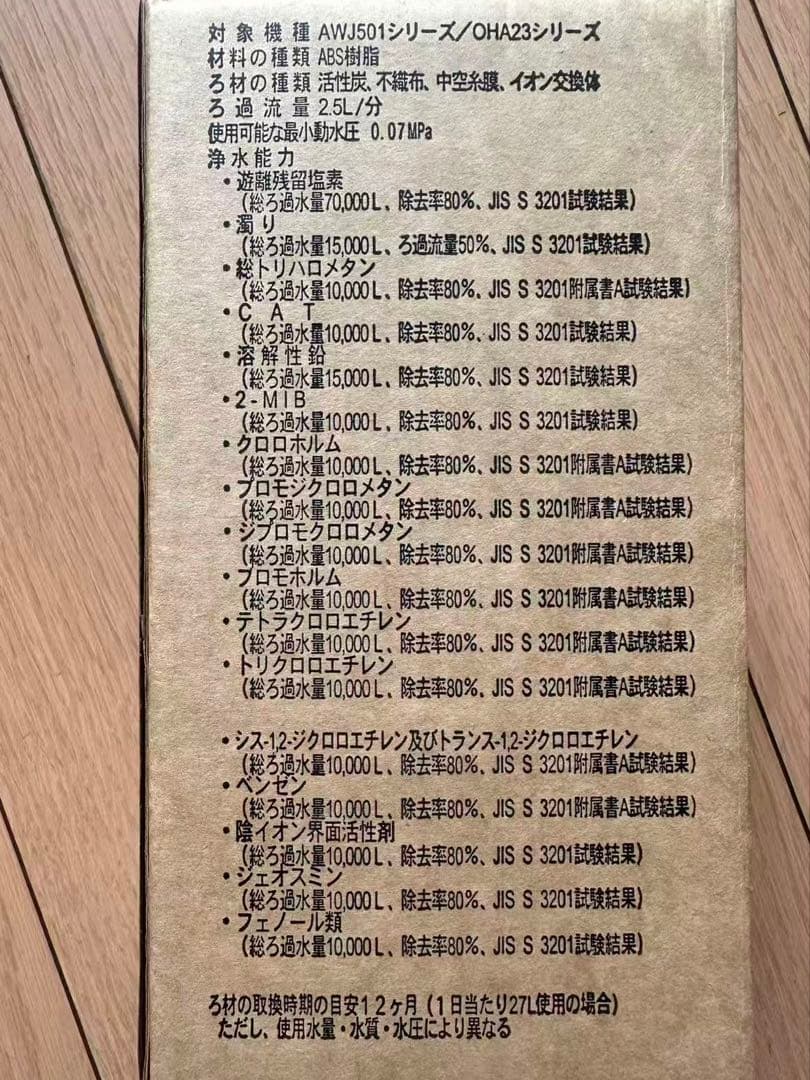 対象機種 AWJ501シリーズ／OHA23シリーズ
材料の種類 ABS樹脂
ろ材の種類 活性炭、不織布、中空糸膜、イオン交換体
ろ過流量 2.5L/分
使用可能な最小動水圧 0.07MPa
浄水能力
・遊離残留塩素
（総ろ過水量70,000L、除去率80%、JIS S 3201試験結果）
・濁り
（総ろ過水量15,000L、ろ過流量50%、JIS S 3201試験結果）
・総トリハロメタン
（総ろ過水量10,000L、除去率80%、JIS S 3201附属書A試験結果）
・CAT
（総ろ過水量10,000L、除去率80%、JIS S 3201試験結果）
・溶解性鉛
（総ろ過水量15,000L、除去率80%、JIS S 3201試験結果）
・2-MIB
（総ろ過水量10,000L、除去率80%、JIS S 3201試験結果）
・クロロホルム
（総ろ過水量10,000L、除去率80%、JIS S 3201附属書A試験結果）
・ブロモジクロロメタン
（総ろ過水量10,000L、除去率80%、JIS S 3201附属書A試験結果）
・ジブロモクロロメタン
（総ろ過水量10,000L、除去率80%、JIS S 3201附属書A試験結果）
・ブロモホルム
（総ろ過水量10,000L、除去率80%、JIS S 3201附属書A試験結果）
・テトラクロロエチレン
（総ろ過水量10,000L、除去率80%、JIS S 3201附属書A試験結果）
・トリクロロエチレン
（総ろ過水量10,000L、除去率80%、JIS S 3201附属書A試験結果）
・シス-1,2-ジクロロエチレン及びトランス-1,2-ジクロロエチレン
（総ろ過水量10,000L、除去率80%、JIS S 3201附属書A試験結果）
・ベンゼン
（総ろ過水量10,000L、除去率80%、JIS S 3201附属書A試験結果）
・陰イオン界面活性剤
（総ろ過水量10,000L、除去率80%、JIS S 3201試験結果）
・ジェオスミン
（総ろ過水量10,000L、除去率80%、JIS S 3201試験結果）
・フェノール類
（総ろ過水量10,000L、除去率80%、JIS S 3201試験結果）
ろ材の取換時期の目安12ヶ月（1日当たり27L使用の場合）
ただし、使用水量・水質・水圧により異なる